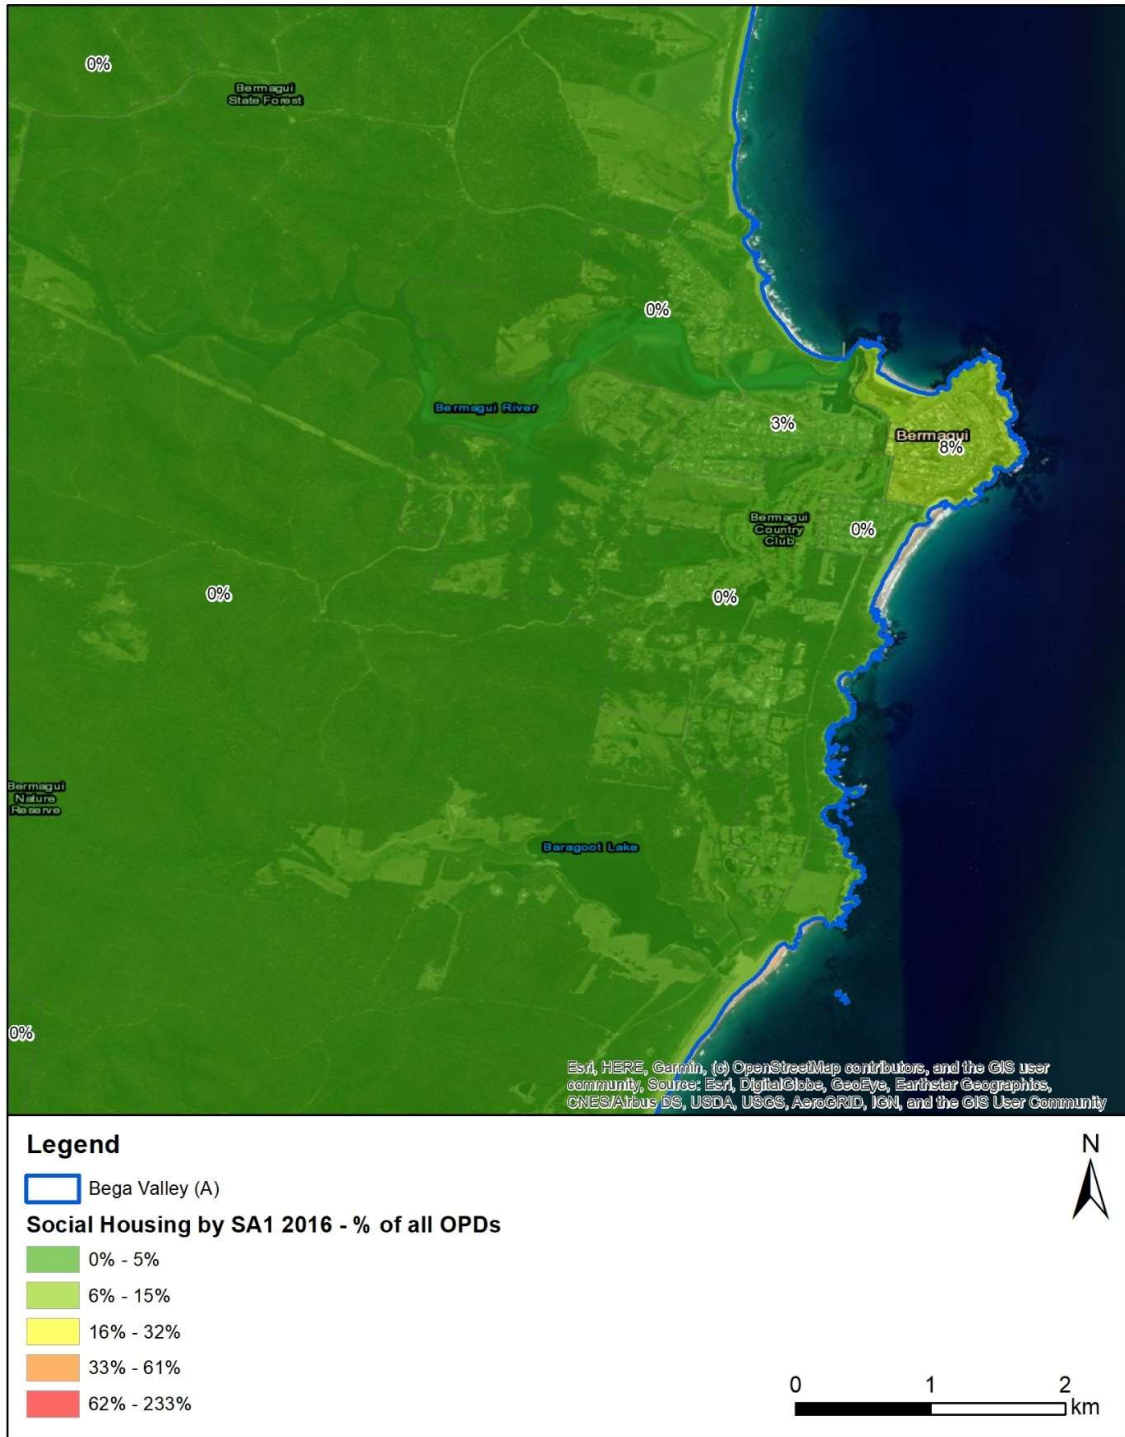 0%
Bermagui
State Forest
0%
Bermagui River
3%
Bermagui
8%
Bermagui
Country
Club
0%
0%
0%
Bermagui
Nature
Reserve
Baragoot Lake
0%
Esri, HERE, Garmin, (c) OpenStreetMap contributors, and the GIS user
community, Source: Esri, DigitalGlobe, GeoEye, Earthstar Geographics,
CNES/Airbus DS, USDA, USGS, AeroGRID, IGN, and the GIS User Community
Legend
N
Bega Valley (A)
Social Housing by SA1 2016 - % of all OPDs
0% - 5%
6% - 15%
16% - 32%
33% - 61%
62% - 233%
0 1 2
km